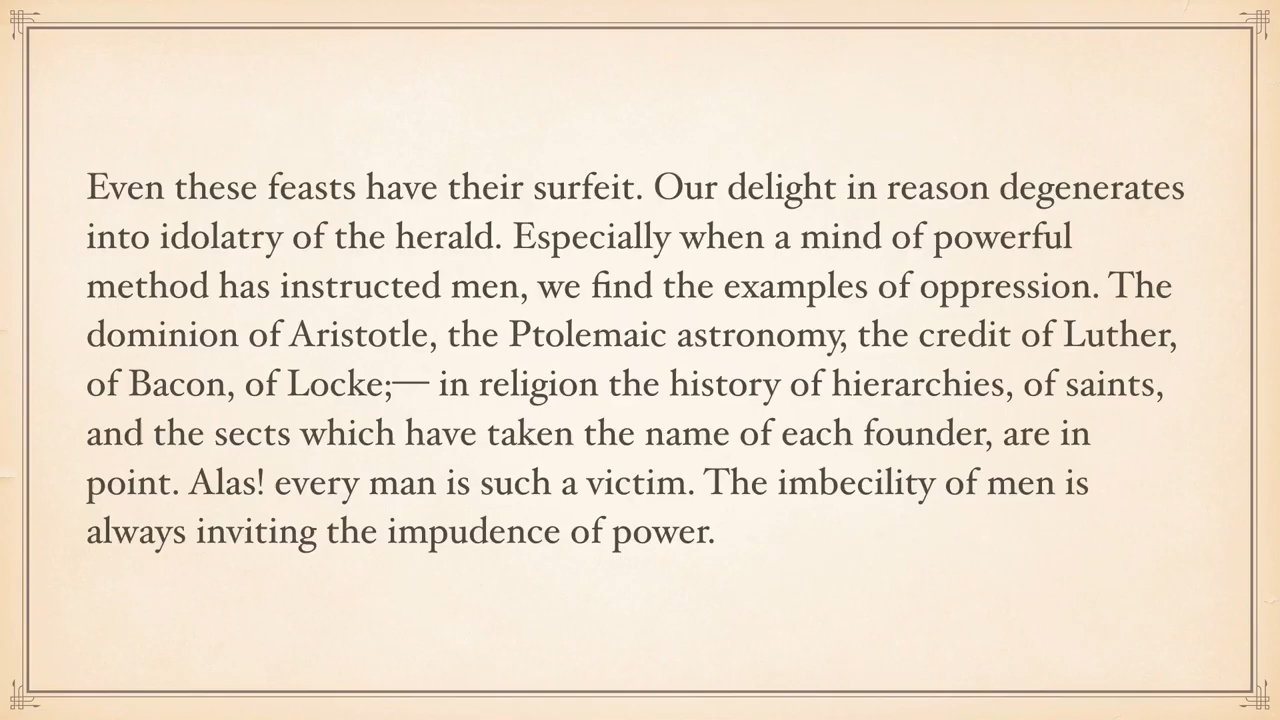 Even these feasts have their surfeit. Our delight in reason degenerates
into idolatry of the herald. Especially when a mind of powerful
method has instructed men, we find the examples of oppression. The
dominion of Aristotle, the Ptolemaic astronomy, the credit of Luther,
of Bacon, of Locke;— in religion the history of hierarchies, of saints,
and the sects which have taken the name of each founder, are in
point. Alas! every man is such a victim. The imbecility of men is
always inviting the impudence of power.